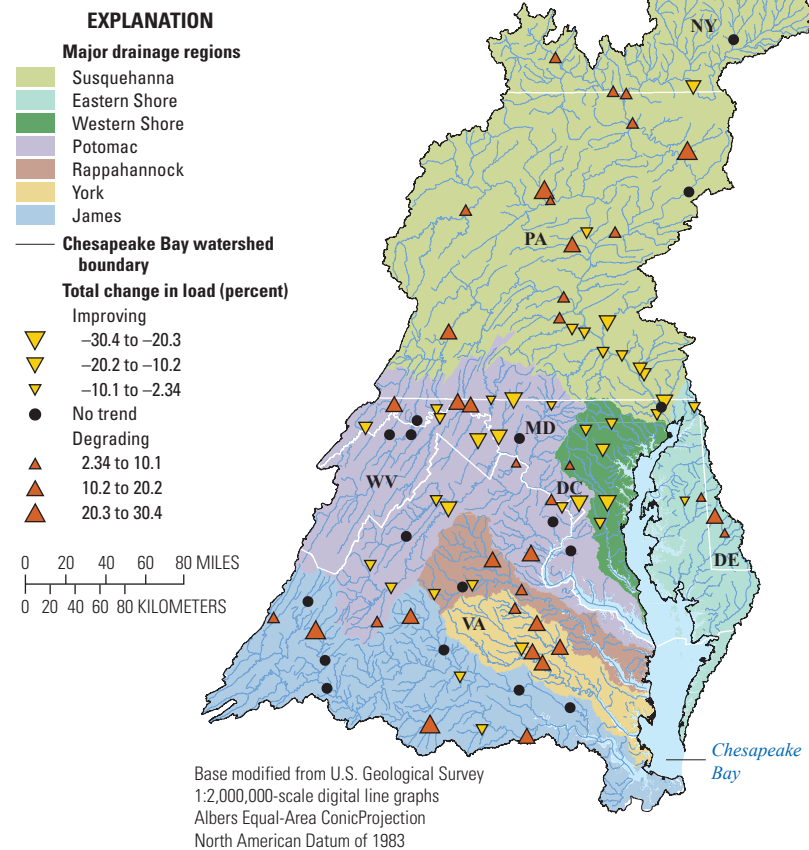 EXPLANATION
Major drainage regions
Susquehanna
Eastern Shore
Western Shore
Potomac
Rappahannock
York
James
Chesapeake Bay watershed
boundary
Total change in load (percent)
Improving
−30.4 to −20.3
−20.2 to −10.2
−10.1 to −2.34
No trend
Degrading
2.34 to 10.1
10.2 to 20.2
20.3 to 30.4
0 20 40 60 80 MILES
0 20 40 60 80 KILOMETERS
NY
PA
MD
WV
DC
DE
VA
Chesapeake
Bay
Base modified from U.S. Geological Survey
1:2,000,000-scale digital line graphs
Albers Equal-Area ConicProjection
North American Datum of 1983